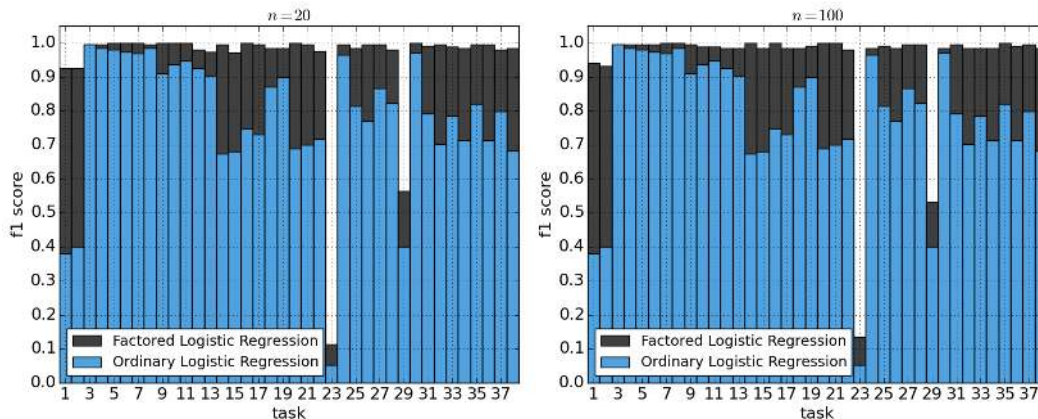 n = 20
f1 score
1.0
0.9
0.8
0.7
0.6
0.5
0.4
0.3
0.2
0.1
0.0
Factored Logistic Regression
Ordinary Logistic Regression
1 3 5 7 9 11 13 15 17 19 21 23 25 27 29 31 33 35 37
task
n = 100
f1 score
1.0
0.9
0.8
0.7
0.6
0.5
0.4
0.3
0.2
0.1
0.0
Factored Logistic Regression
Ordinary Logistic Regression
1 3 5 7 9 11 13 15 17 19 21 23 25 27 29 31 33 35 37
task